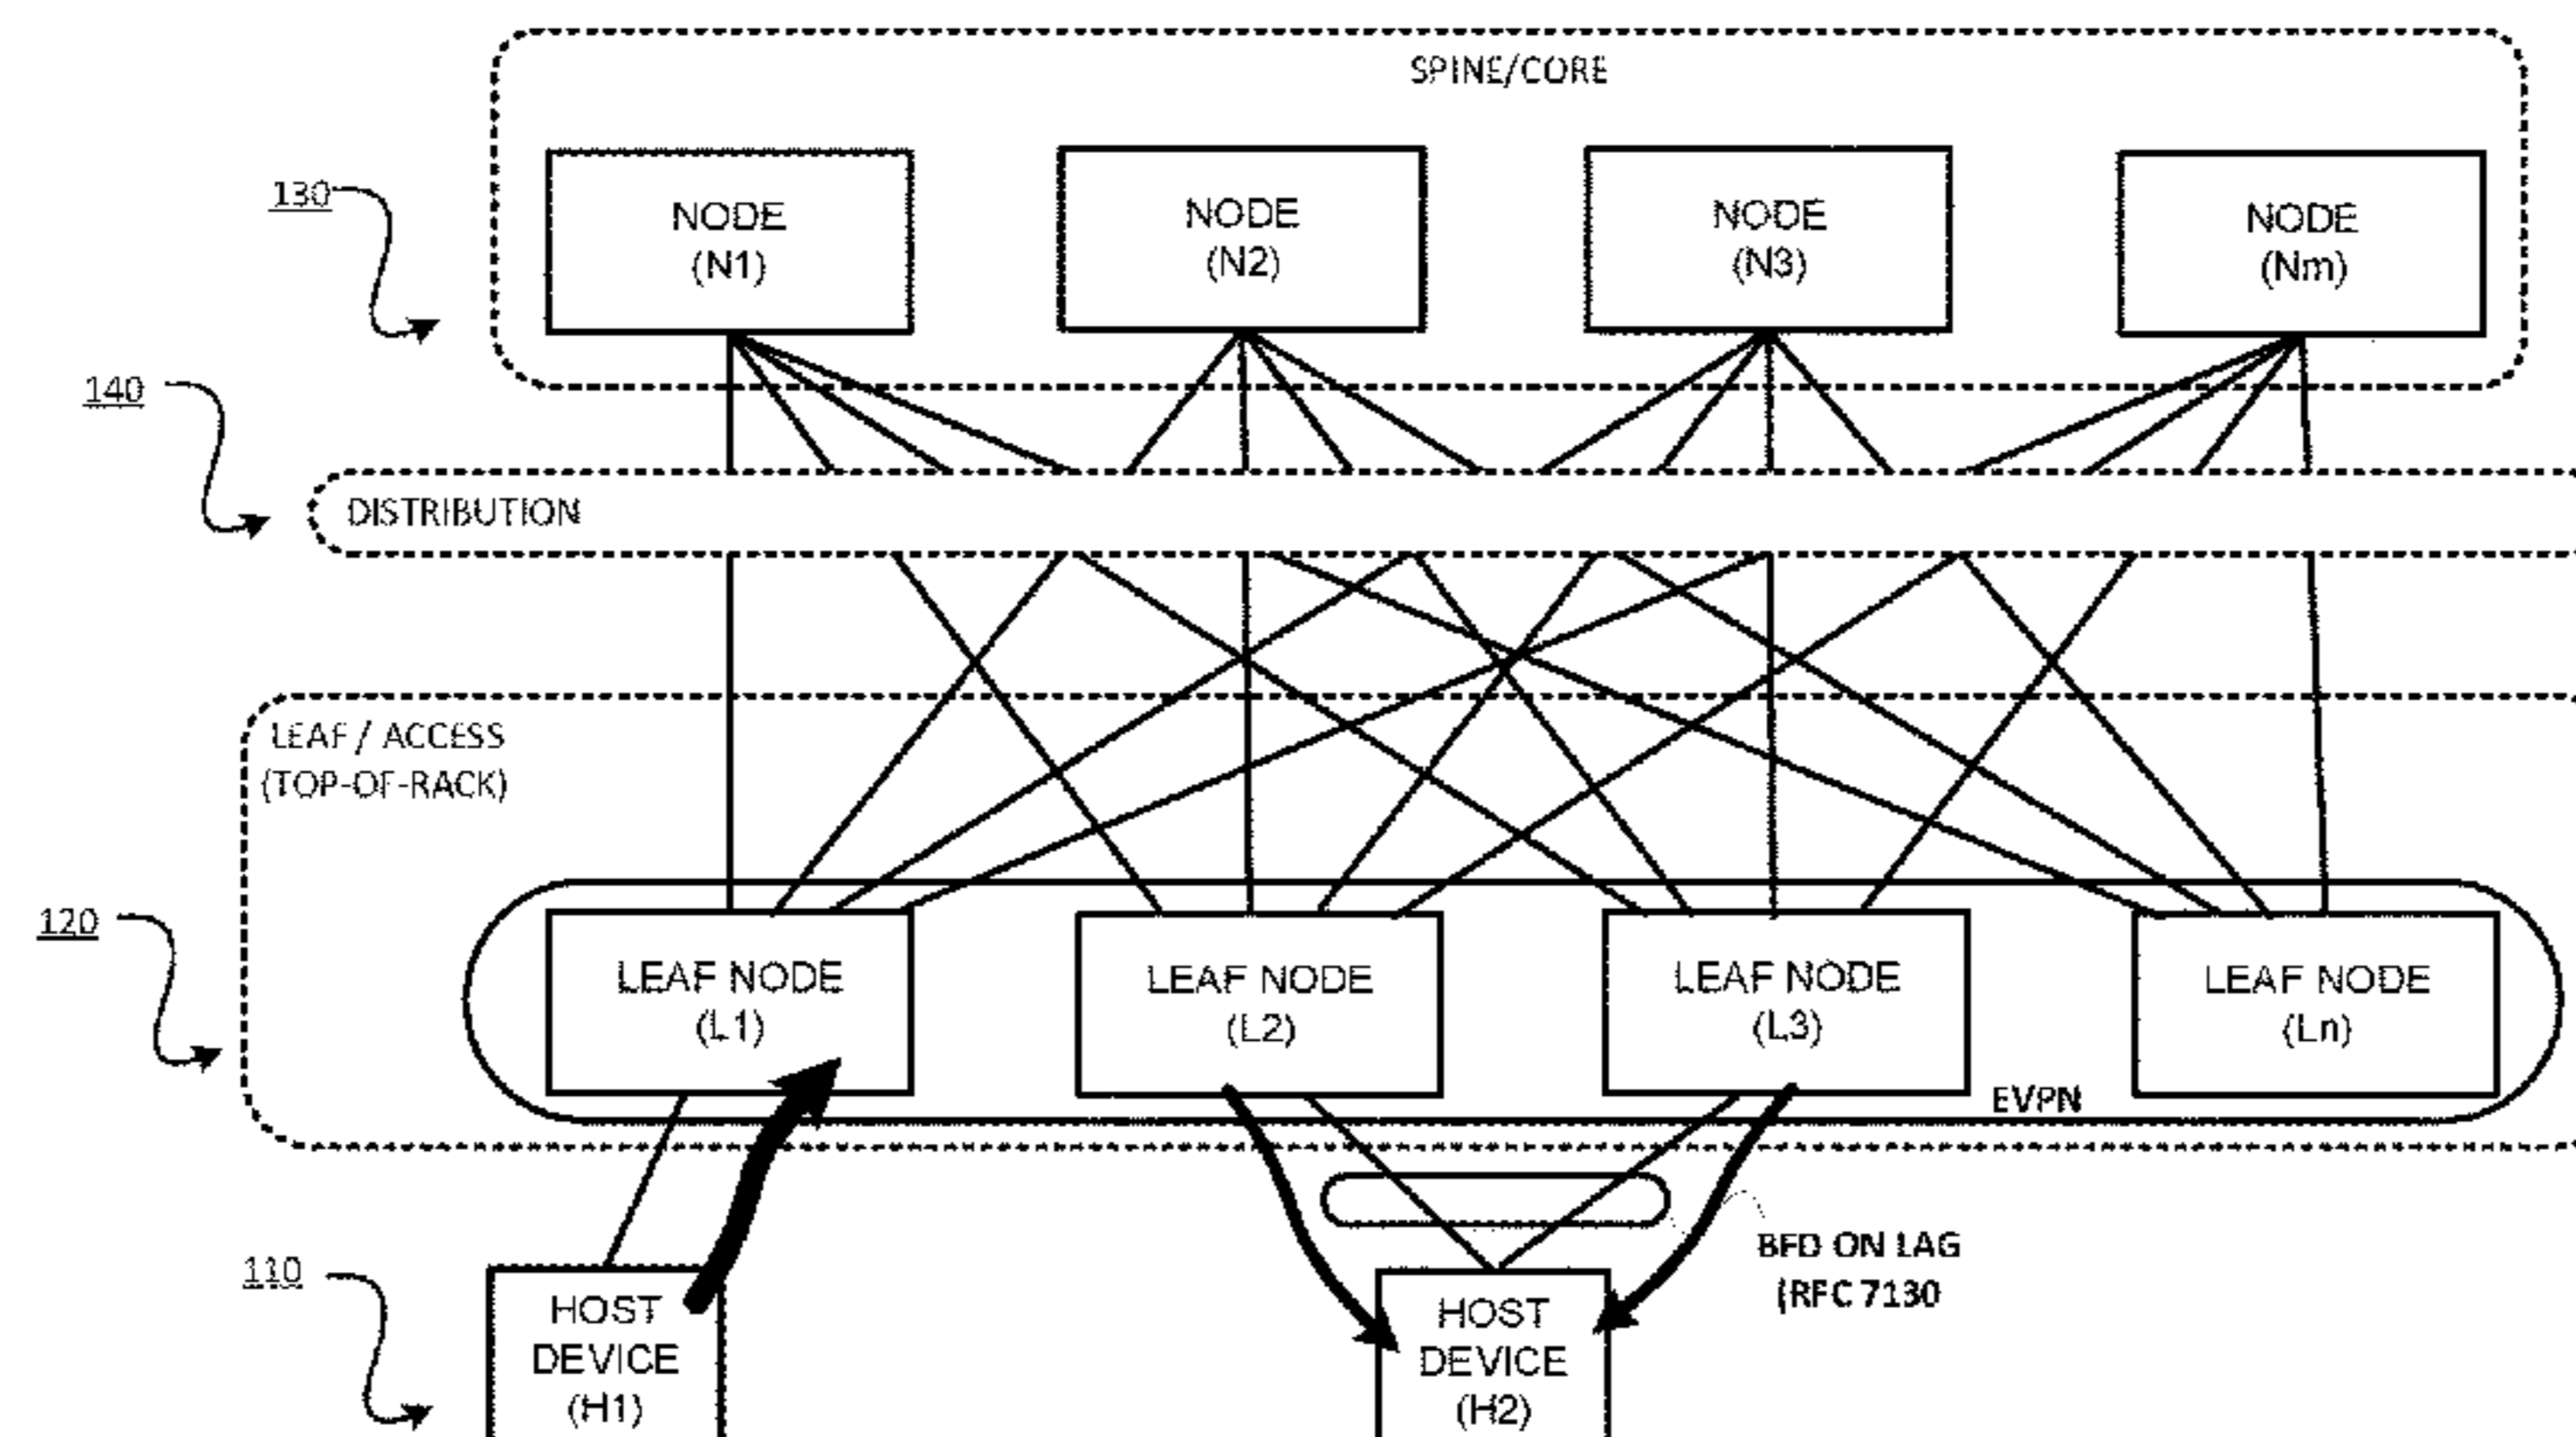 SPINE/CORE
130
NODE
(N1)
NODE
(N2)
NODE
(N3)
NODE
(Nm)
140
DISTRIBUTION
LEAF / ACCESS
(TOP-OF-RACK)
120
LEAF NODE
(L1)
LEAF NODE
(L2)
LEAF NODE
(L3)
LEAF NODE
(Ln)
EVPN
BFD ON LAG
(RFC 7130
110
HOST
DEVICE
(H1)
HOST
DEVICE
(H2)